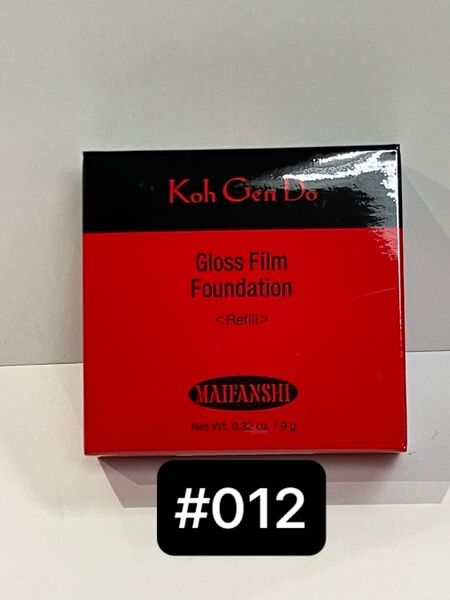 Koh Gen Do
Gloss Film
Foundation
<Refill>
MAIFANSHI
Net Wt. 0.32 oz. / 9 g
#012